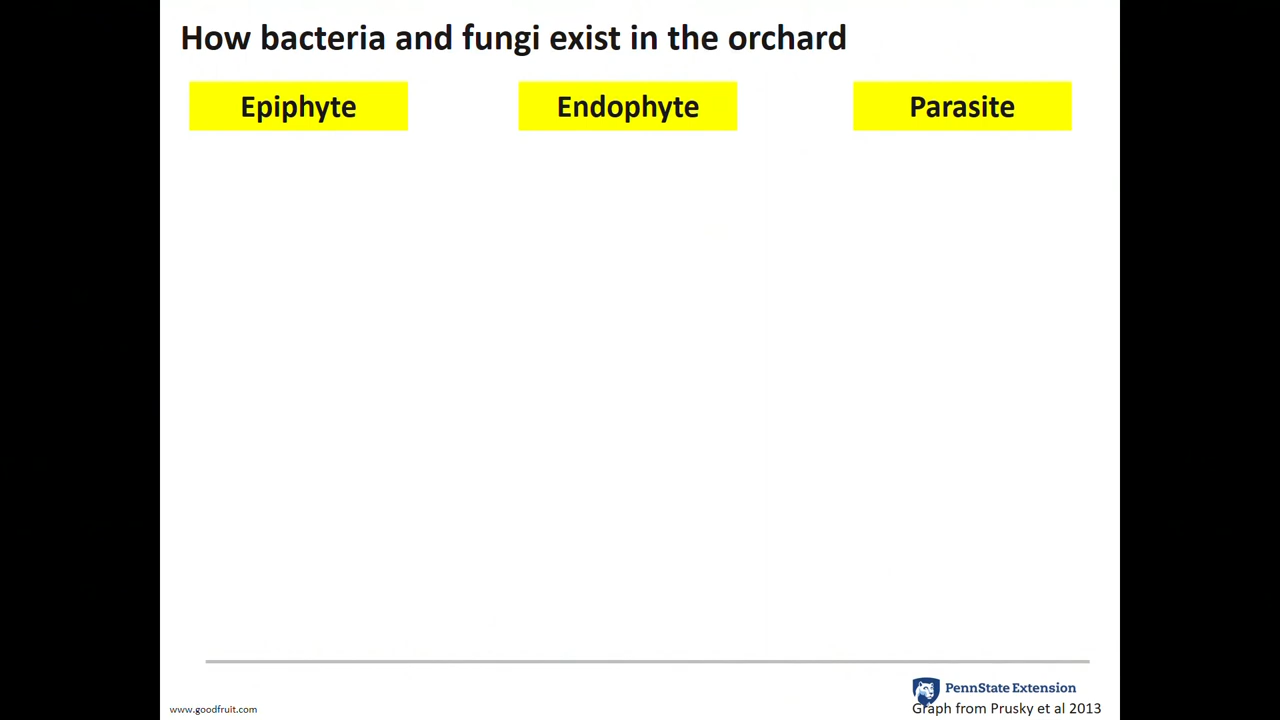 How bacteria and fungi exist in the orchard
Epiphyte
Endophyte
Parasite
PennState Extension
www.goodfruit.com
Graph from Prusky et al 2013